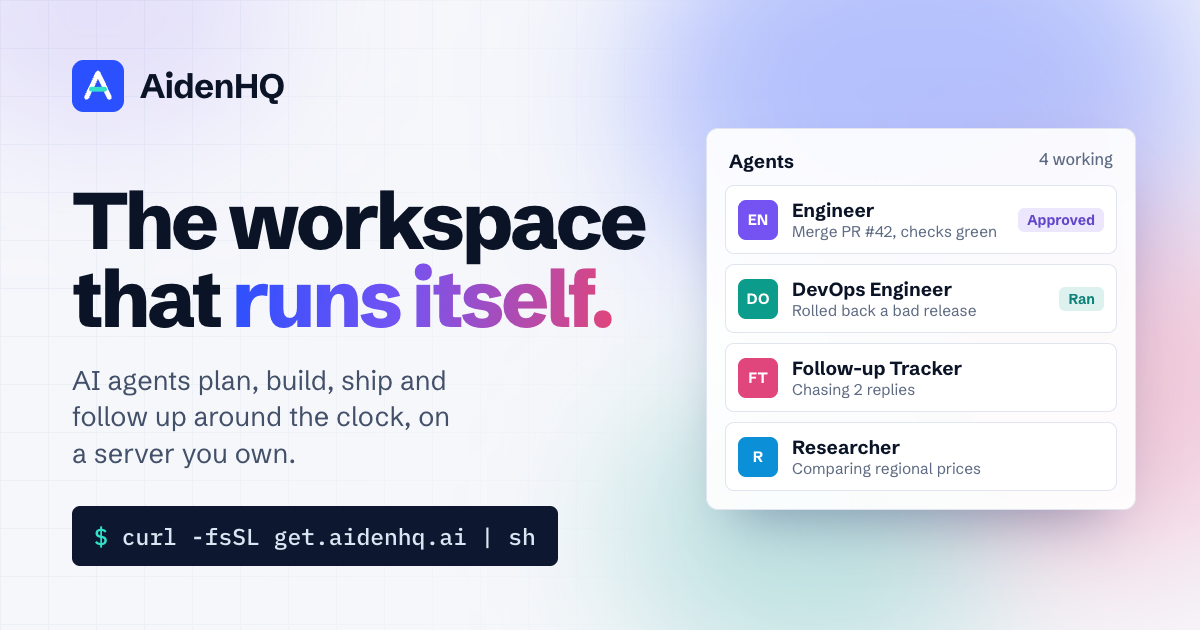 AidenHQ
The workspace
that runs itself.
AI agents plan, build, ship and
follow up around the clock, on
a server you own.
$ curl -fsSL get.aidenhq.ai | sh
Agents
4 working
EN
Engineer
Merge PR #42, checks green
Approved
DO
DevOps Engineer
Rolled back a bad release
Ran
FT
Follow-up Tracker
Chasing 2 replies
R
Researcher
Comparing regional prices